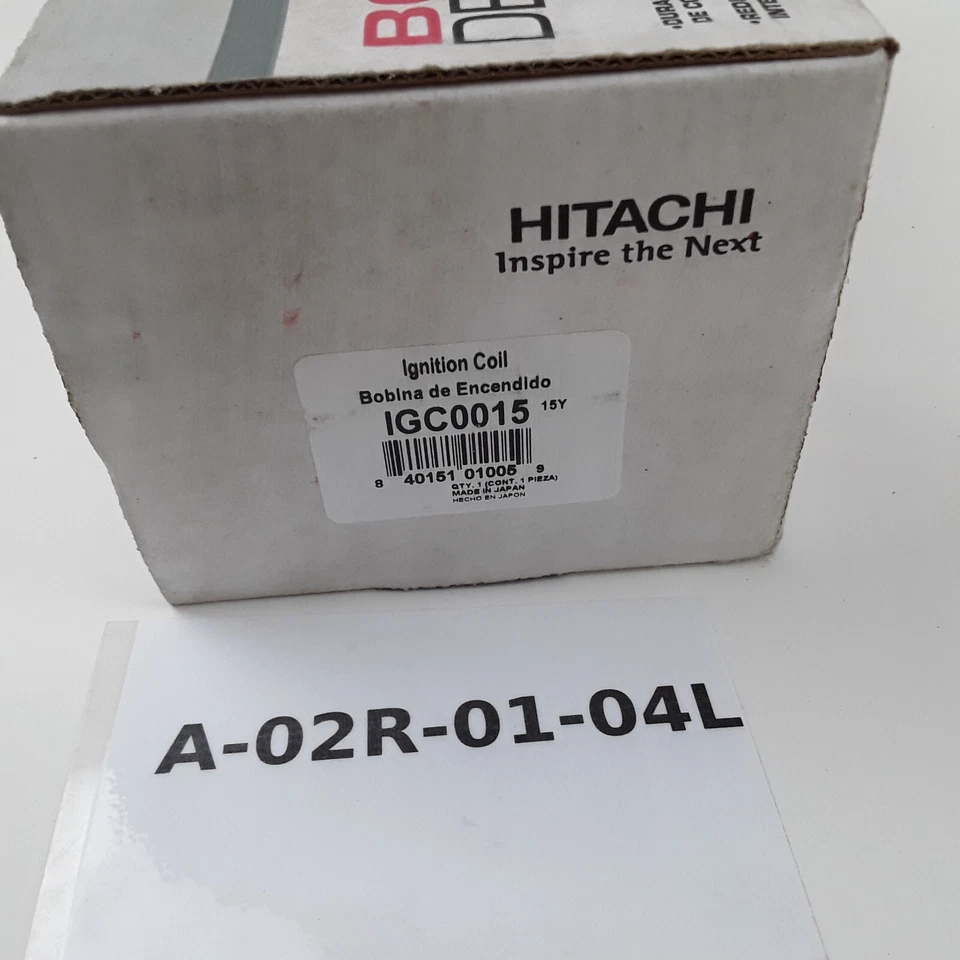 HITACHI
Inspire the Next
Ignition Coil
Bobina de Encendido
IGC0015 15Y
8 40151 01005 9
QTY. 1 (CONT. 1 PIEZA)
MADE IN JAPAN
HECHO EN JAPON
A-02R-01-04L